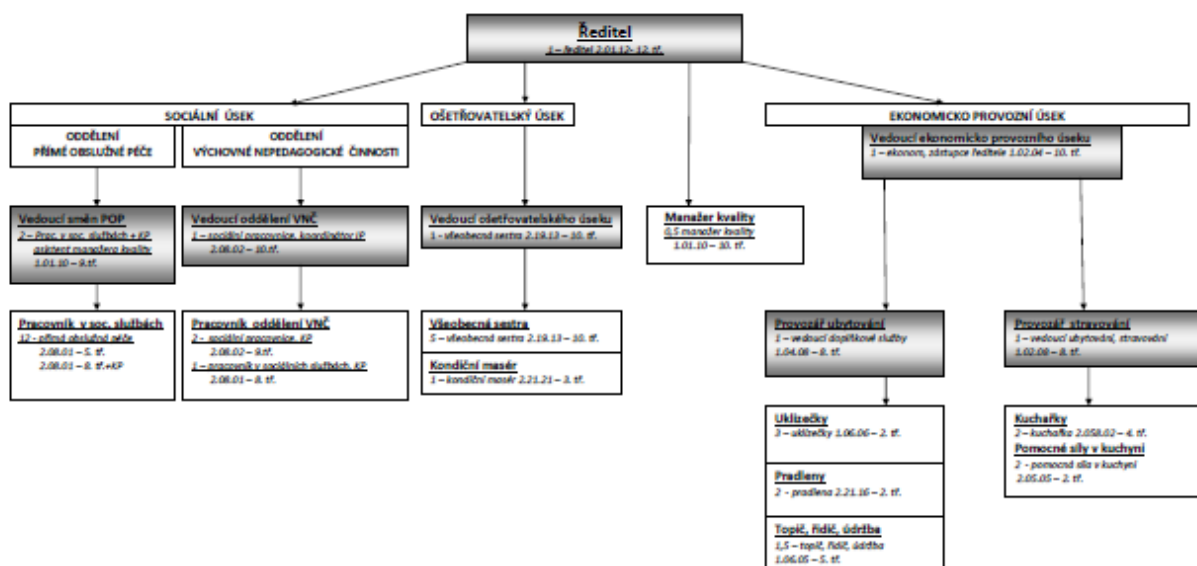 Ředitel
1 – ředitel 2.01.12- 12. tř.
SOCIÁLNÍ ÚSEK
ODDĚLENÍ
PŘÍMÉ OBSLUŽNÉ PÉČE
ODDĚLENÍ
VÝCHOVNÉ NEPEDAGOGICKÉ ČINNOSTI
OŠETŘOVATELSKÝ ÚSEK
EKONOMICKO PROVOZNÍ ÚSEK
Vedoucí ekonomicko provozního úseku
1 – ekonom, zástupce ředitele 1.02.04 – 10. tř.
Vedoucí směn POP
2 – Prac. v soc. službách + KP
asistent manažera kvality
1.01.10 – 9.tř.
Vedoucí oddělení VNČ
1 – sociální pracovnice, koordinátor IP
2.08.02 – 10.tř.
Vedoucí ošetřovatelského úseku
1 - všeobecná sestra 2.19.13 – 10. tř.
Manažer kvality
0,5 manažer kvality
1.01.10 – 10. tř.
Pracovník v soc. službách
12 - přímá obslužná péče
2.08.01 – 5. tř.
2.08.01 – 8. tř.+KP
Pracovník oddělení VNČ
2 - sociální pracovnice, KP
2.08.02 – 9.tř.
1 – pracovník v sociálních službách, KP
2.08.01 – 8. tř.
Všeobecná sestra
5 – všeobecná sestra 2.19.13 – 10. tř.
Kondiční masér
1 – kondiční masér 2.21.21 – 3. tř.
Provozář ubytování
1 – vedoucí doplňkové služby
1.04.08 – 8. tř.
Provozář stravování
1 – vedoucí ubytování, stravování
1.02.08 – 8. tř.
Uklízečky
3 – uklízečky 1.06.06 – 2. tř.
Pradleny
2 - pradlena 2.21.16 – 2. tř.
Topič, řidič, údržba
1,5 – topič, řidič, údržba
1.06.05 – 5. tř.
Kuchařky
2 – kuchařka 2.058.02 – 4. tř.
Pomocné síly v kuchyni
2 - pomocná síla v kuchyni
2.05.05 – 2. tř.